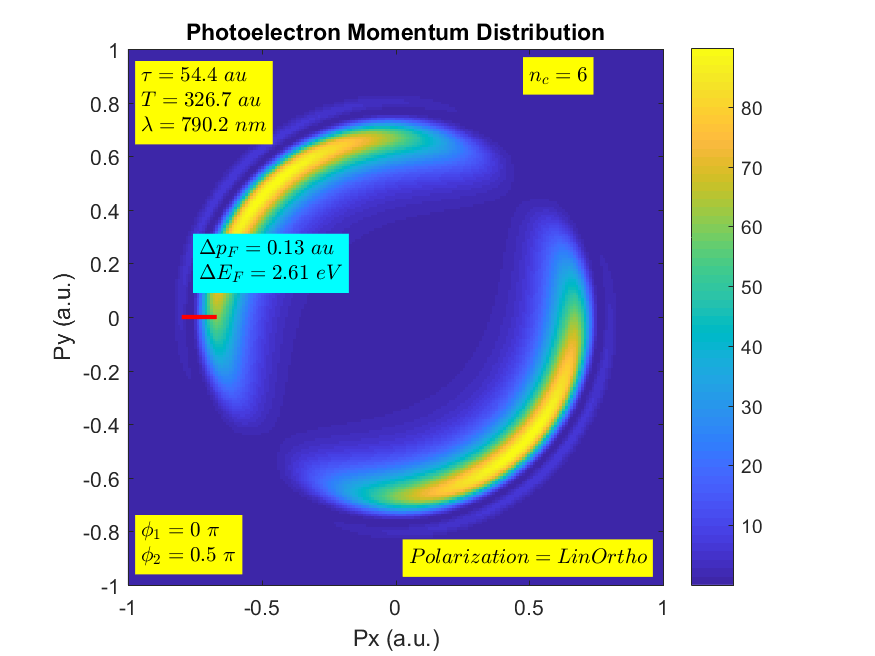 Photoelectron Momentum Distribution
τ = 54.4 au
T = 326.7 au
λ = 790.2 nm
n_c = 6
Δp_F = 0.13 au
ΔE_F = 2.61 eV
ϕ_1 = 0 π
ϕ_2 = 0.5 π
Polarization = LinOrtho
1
0.8
0.6
0.4
0.2
0
-0.2
-0.4
-0.6
-0.8
-1
Py (a.u.)
-1 -0.5 0 0.5 1
Px (a.u.)
80
70
60
50
40
30
20
10